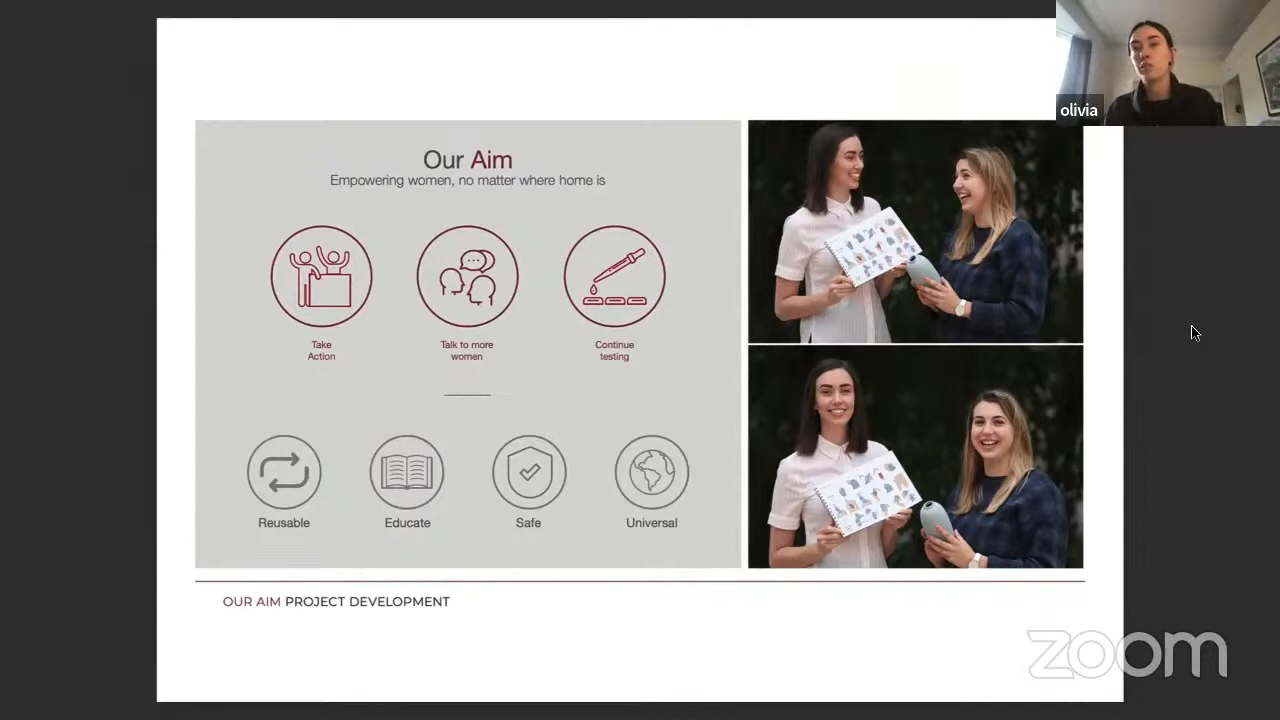 olivia
Our Aim
Empowering women, no matter where home is
Take
Action
Talk to more
women
Continue
testing
Reusable
Educate
Safe
Universal
OUR AIM PROJECT DEVELOPMENT
zoom